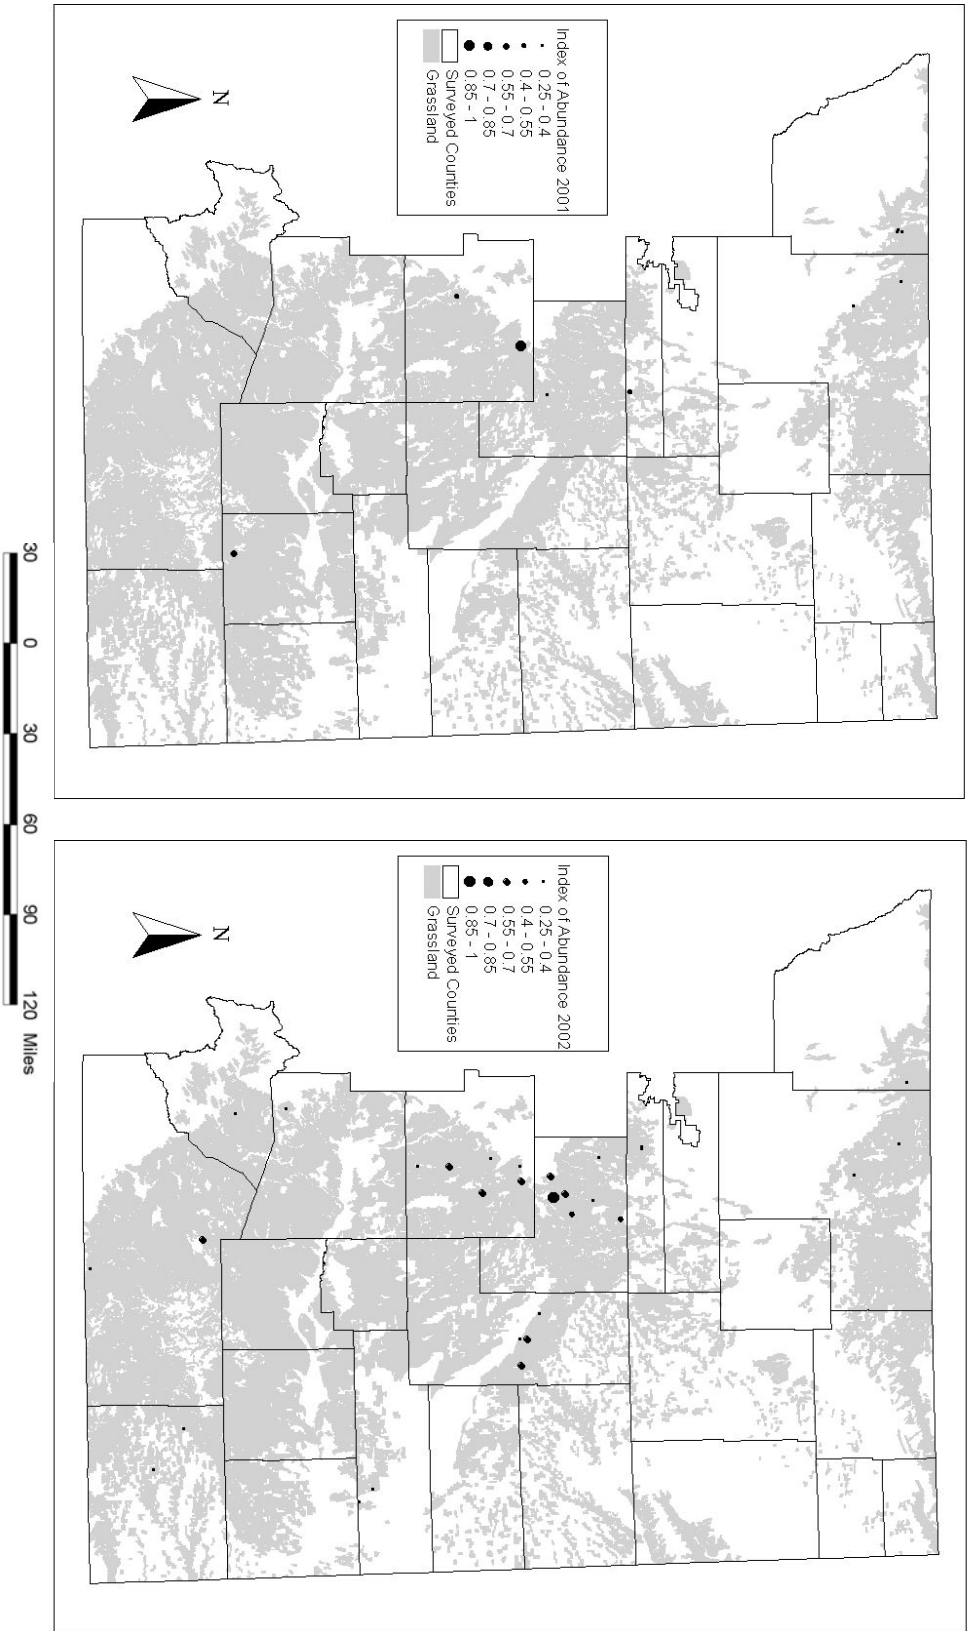 Index of Abundance 2001
0.25 - 0.4
0.4 - 0.55
0.55 - 0.7
0.7 - 0.85
0.85 - 1
Surveyed Counties
Grassland
N
Index of Abundance 2002
0.25 - 0.4
0.4 - 0.55
0.55 - 0.7
0.7 - 0.85
0.85 - 1
Surveyed Counties
Grassland
N
30 0 30 60 90 120 Miles